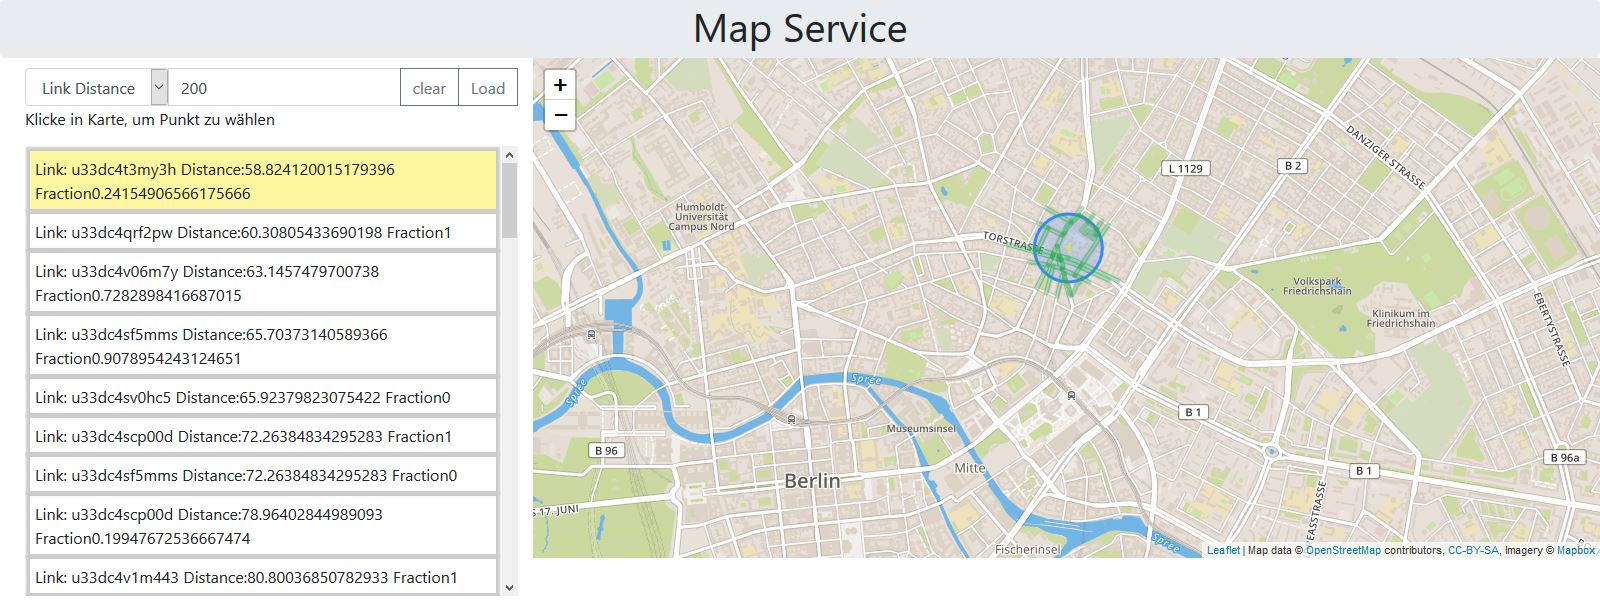 Map Service
Link Distance
200
clear
Load
Klicke in Karte, um Punkt zu wählen
Link: u33dc4t3my3h Distance:58.824120015179396
Fraction0.24154906566175666
Link: u33dc4qrf2pw Distance:60.30805433690198 Fraction1
Link: u33dc4v06m7y Distance:63.1457479700738
Fraction0.7282898416687015
Link: u33dc4sf5mms Distance:65.70373140589366
Fraction0.9078954243124651
Link: u33dc4sv0hc5 Distance:65.92379823075422 Fraction0
Link: u33dc4scp00d Distance:72.26384834295283 Fraction1
Link: u33dc4sf5mms Distance:72.26384834295283 Fraction0
Link: u33dc4scp00d Distance:78.96402844989093
Fraction0.19947672536667474
Link: u33dc4v1m443 Distance:80.80036850782933 Fraction1
+
−
DANZIGER STRASSE
L 1129
B 2
Humboldt-
Universität
Campus Nord
TORSTRASSE
Volkspark
Friedrichshain
Klinikum im
Friedrichshain
EBERTYSTRASSE
Spree
Spree
B 1
Museumsinsel
B 96
Mitte
B 1
B 96a
Berlin
S 17. JUNI
EASSTRASSE
Spree
Fischerinsel
Leaflet | Map data © OpenStreetMap contributors, CC-BY-SA, Imagery © Mapbox